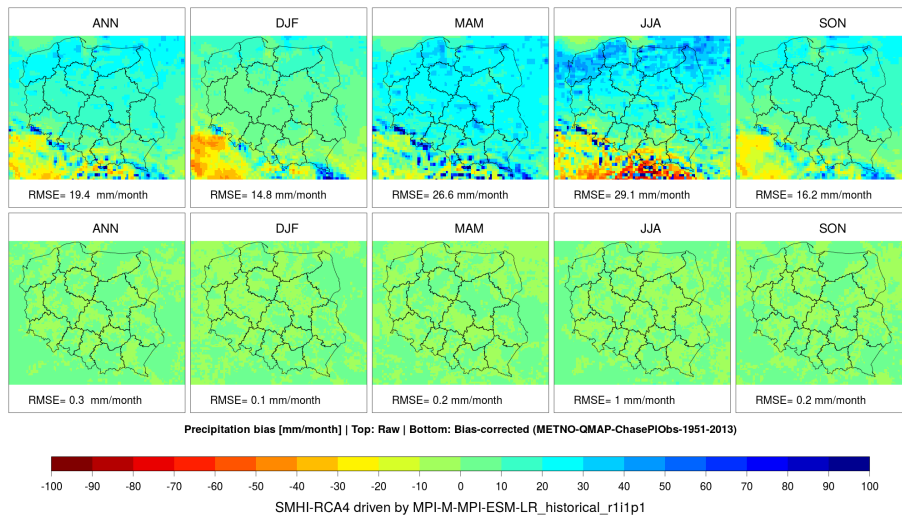 ANN DJF MAM JJA SON
RMSE= 19.4 mm/month RMSE= 14.8 mm/month RMSE= 26.6 mm/month RMSE= 29.1 mm/month RMSE= 16.2 mm/month
ANN DJF MAM JJA SON
RMSE= 0.3 mm/month RMSE= 0.1 mm/month RMSE= 0.2 mm/month RMSE= 1 mm/month RMSE= 0.2 mm/month
Precipitation bias [mm/month] | Top: Raw | Bottom: Bias-corrected (METNO-QMAP-ChasePlObs-1951-2013)
-100 -90 -80 -70 -60 -50 -40 -30 -20 -10 0 10 20 30 40 50 60 70 80 90 100
SMHI-RCA4 driven by MPI-M-MPI-ESM-LR_historical_r1i1p1